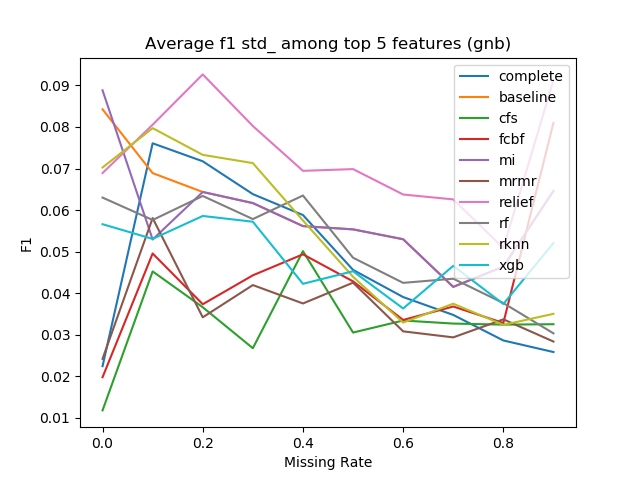 Average f1 std_ among top 5 features (gnb)
F1
0.09
0.08
0.07
0.06
0.05
0.04
0.03
0.02
0.01
0.0
0.2
0.4
0.6
0.8
Missing Rate
complete
baseline
cfs
fcbf
mi
mrmr
relief
rf
rknn
xgb